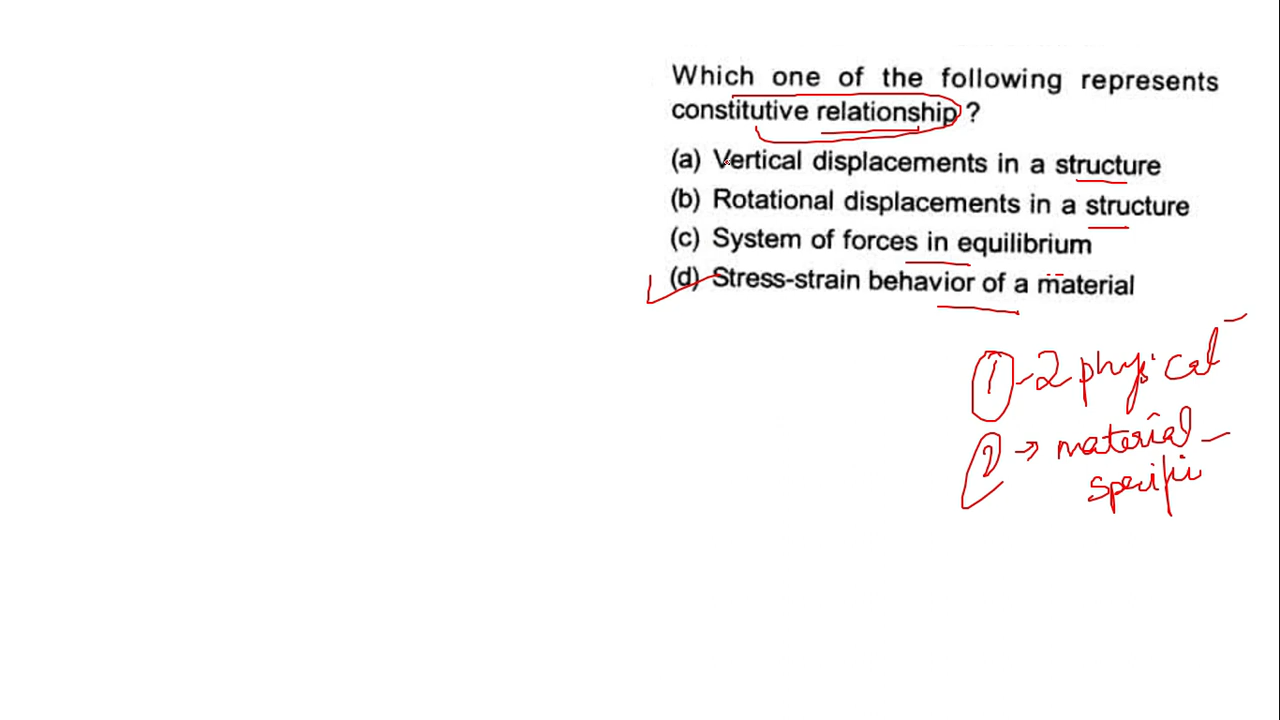 Which one of the following represents
constitutive relationship ?
(a) Vertical displacements in a structure
(b) Rotational displacements in a structure
(c) System of forces in equilibrium
(d) Stress-strain behavior of a material
1 - 2 physical
2 → material
specific